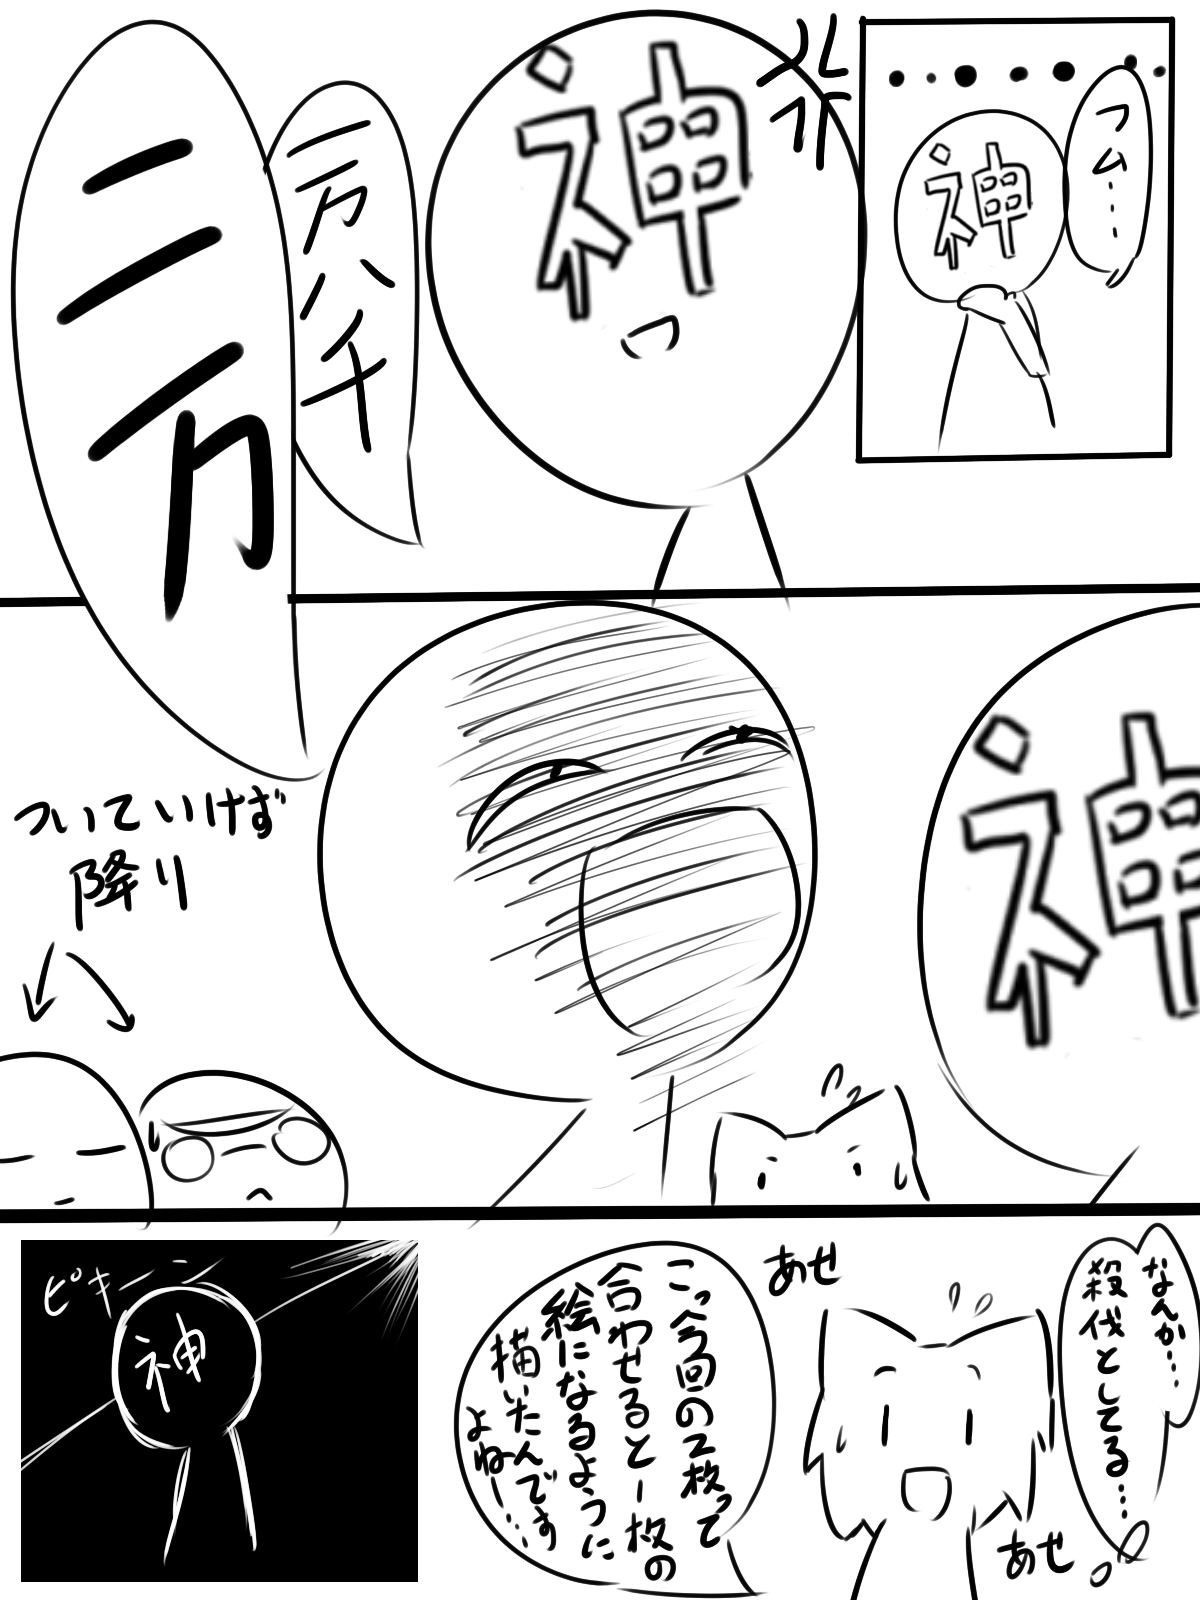 フム……
神
神
一万八千
二万
神
ついていけず
降り
なんか……
殺伐としてる……
あせ
あせ
こっ今回の2枚って
合わせると一枚の
絵になるように
描いたんです
よねー…
ピキーン
神